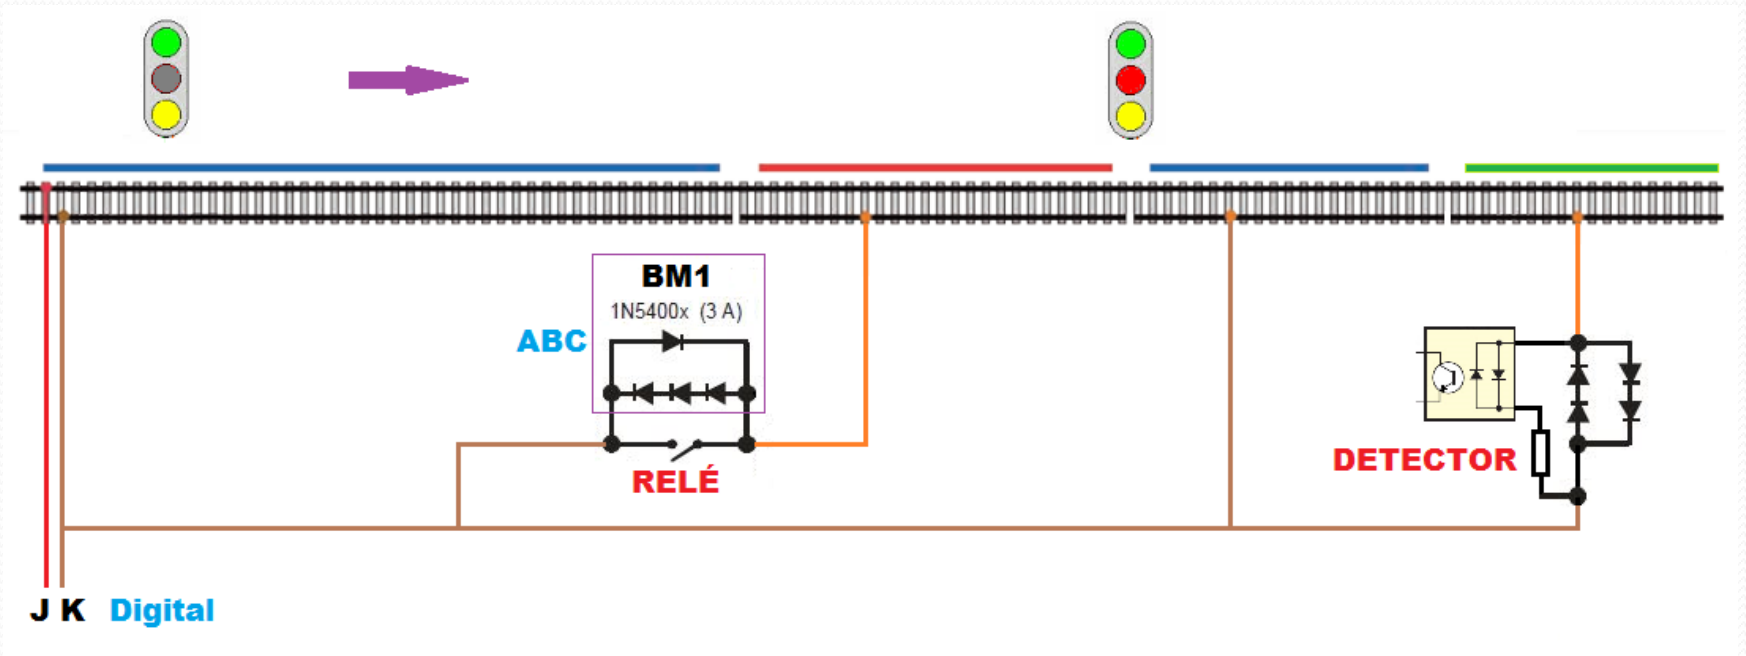 BM1
1N5400x (3 A)
ABC
RELÉ
DETECTOR
J K Digital